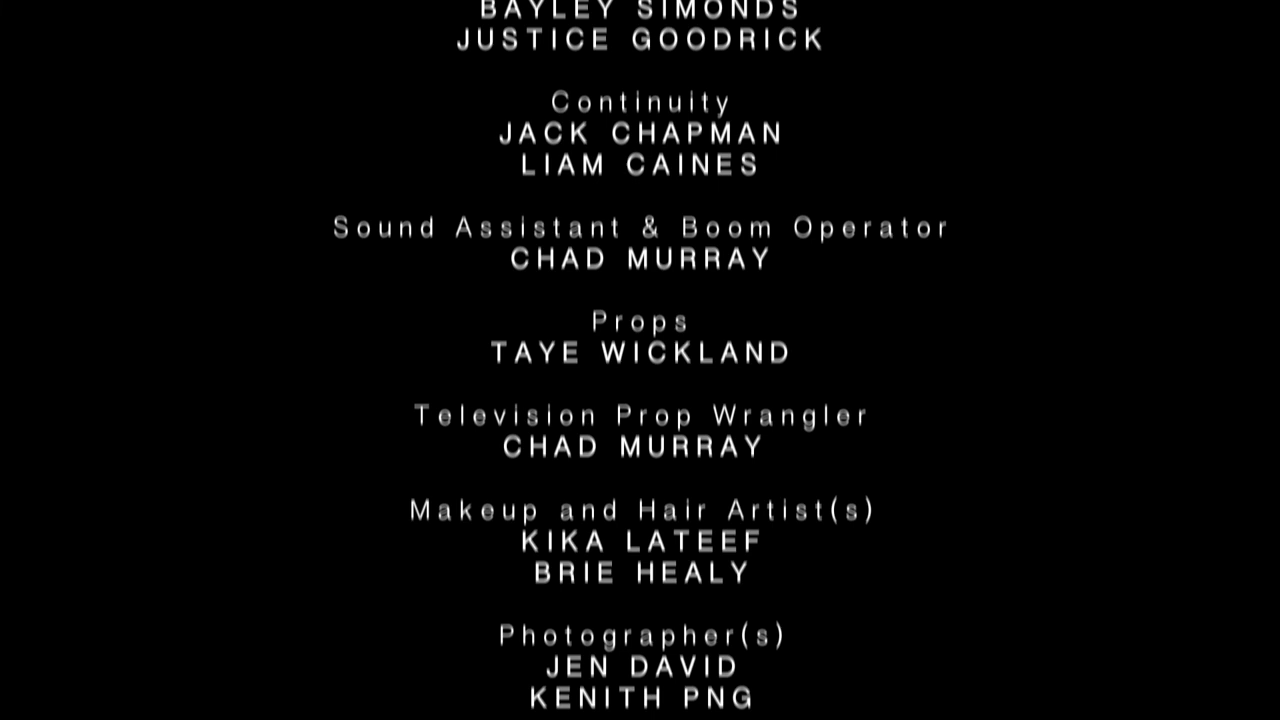 BAYLEY SIMONDS
JUSTICE GOODRICK
Continuity
JACK CHAPMAN
LIAM CAINES
Sound Assistant & Boom Operator
CHAD MURRAY
Props
TAYE WICKLAND
Television Prop Wrangler
CHAD MURRAY
Makeup and Hair Artist(s)
KIKA LATEEF
BRIE HEALY
Photographer(s)
JEN DAVID
KENITH PNG